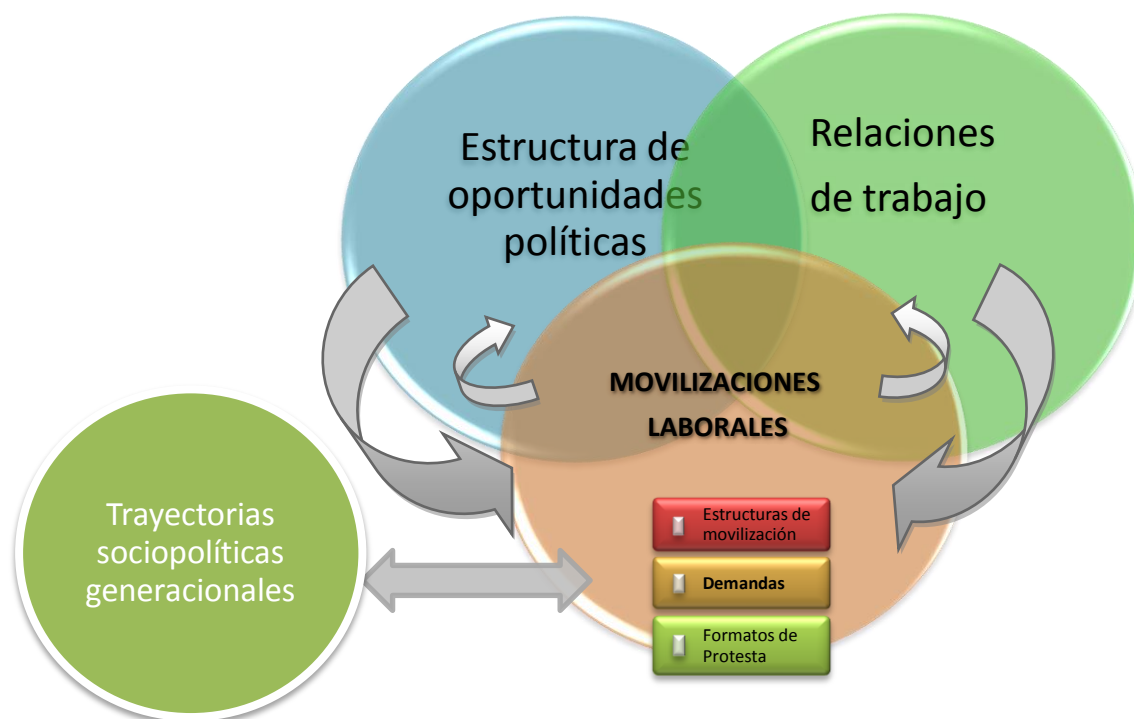 Estructura de
oportunidades
políticas
Relaciones
de trabajo
MOVILIZACIONES
LABORALES
Trayectorias
sociopolíticas
generacionales
Estructuras de
movilización
Demandas
Formatos de
Protesta